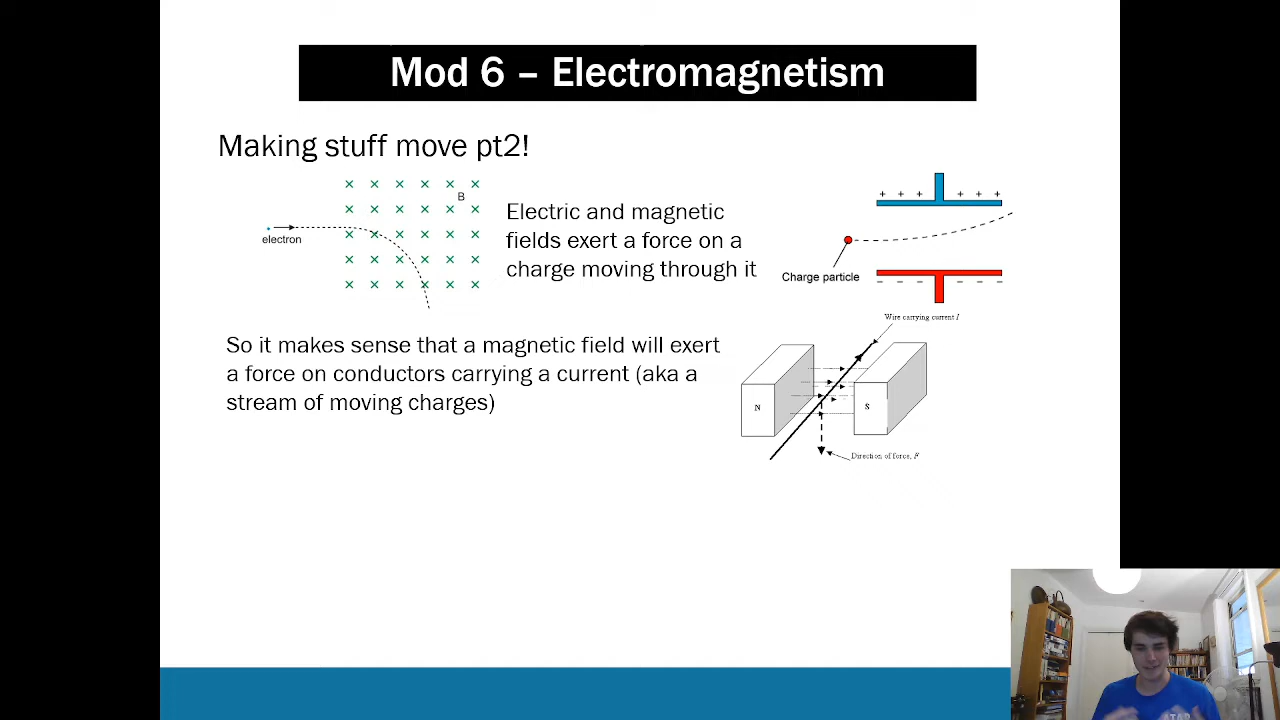 Mod 6 – Electromagnetism
Making stuff move pt2!
B
electron
Electric and magnetic
fields exert a force on a
charge moving through it
+ + + + + +
Charge particle
– – – – – –
So it makes sense that a magnetic field will exert
a force on conductors carrying a current (aka a
stream of moving charges)
Wire carrying current I
N
S
Direction of force, F